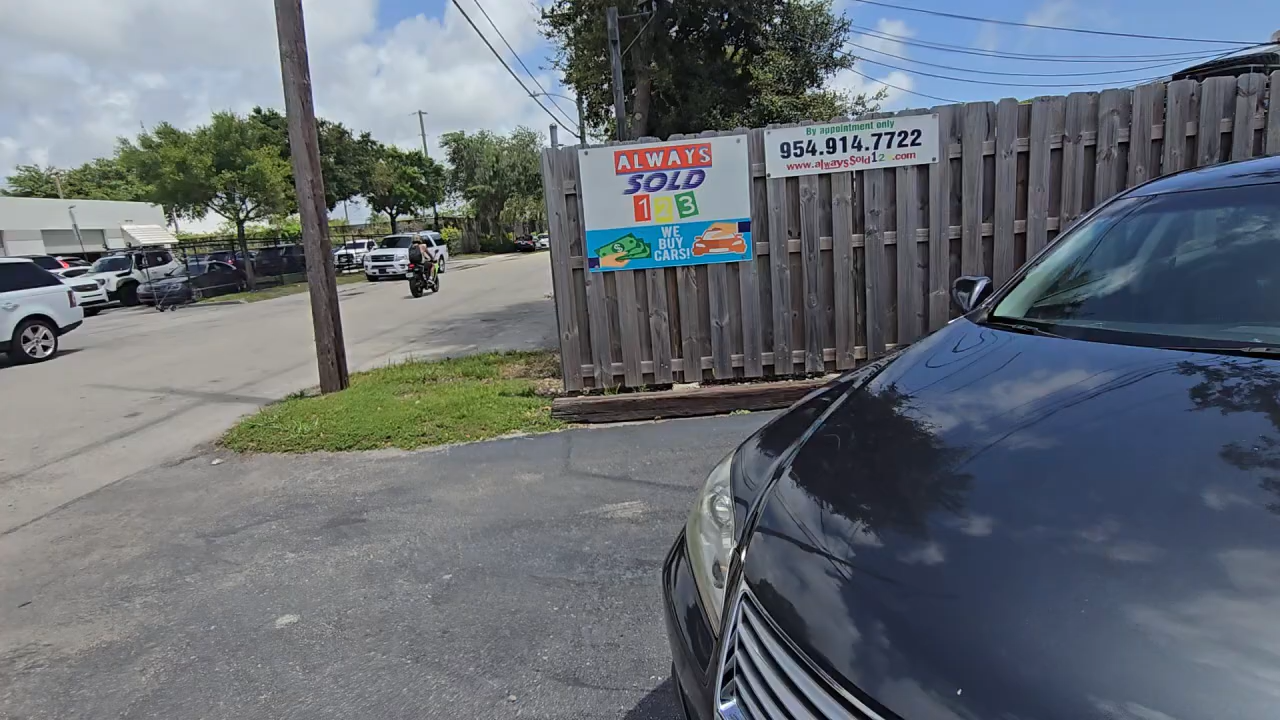 ALWAYS
SOLD
123
WE
BUY
CARS!
By appointment only
954.914.7722
www.alwaysSold123.com